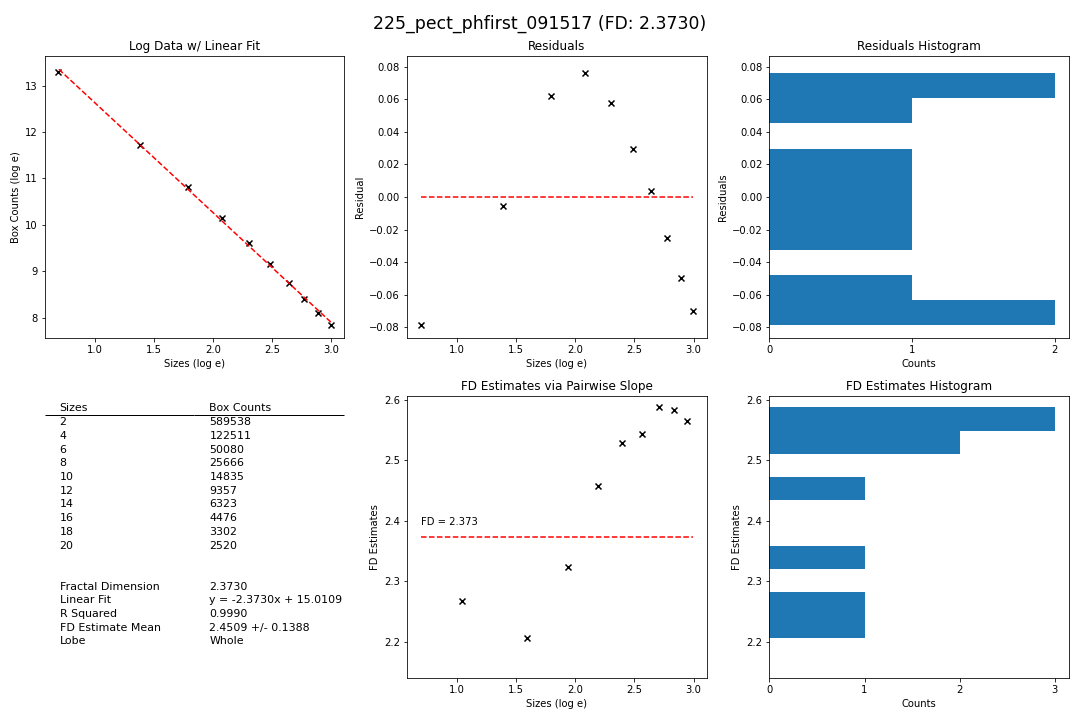 225_pect_phfirst_091517 (FD: 2.3730)
Log Data w/ Linear Fit
Box Counts (log e)
13
12
11
10
9
8
1.0 1.5 2.0 2.5 3.0
Sizes (log e)
Residuals
Residual
0.08
0.06
0.04
0.02
0.00
−0.02
−0.04
−0.06
−0.08
1.0 1.5 2.0 2.5 3.0
Sizes (log e)
Residuals Histogram
Residuals
0.08
0.06
0.04
0.02
0.00
−0.02
−0.04
−0.06
−0.08
0 1 2
Counts
Sizes Box Counts
2 589538
4 122511
6 50080
8 25666
10 14835
12 9357
14 6323
16 4476
18 3302
20 2520
Fractal Dimension 2.3730
Linear Fit y = -2.3730x + 15.0109
R Squared 0.9990
FD Estimate Mean 2.4509 +/- 0.1388
Lobe Whole
FD Estimates via Pairwise Slope
FD Estimates
2.6
2.5
2.4
2.3
2.2
FD = 2.373
1.0 1.5 2.0 2.5 3.0
Sizes (log e)
FD Estimates Histogram
FD Estimates
2.6
2.5
2.4
2.3
2.2
0 1 2 3
Counts